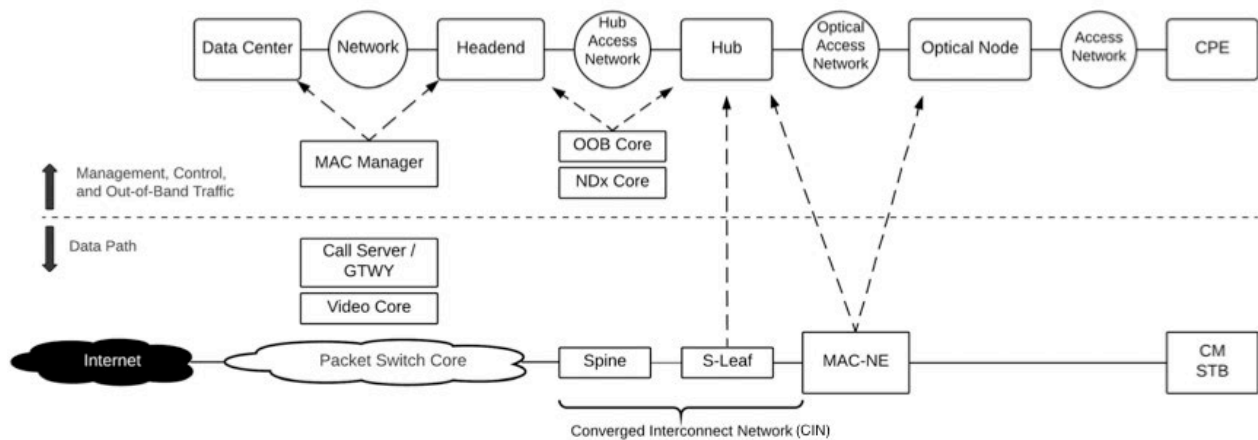 Data Center
Network
Headend
Hub
Access
Network
Hub
Optical
Access
Network
Optical Node
Access
Network
CPE
MAC Manager
OOB Core
NDx Core
Management, Control,
and Out-of-Band Traffic
Data Path
Call Server /
GTWY
Video Core
Internet
Packet Switch Core
Spine
S-Leaf
MAC-NE
CM
STB
Converged Interconnect Network (CIN)